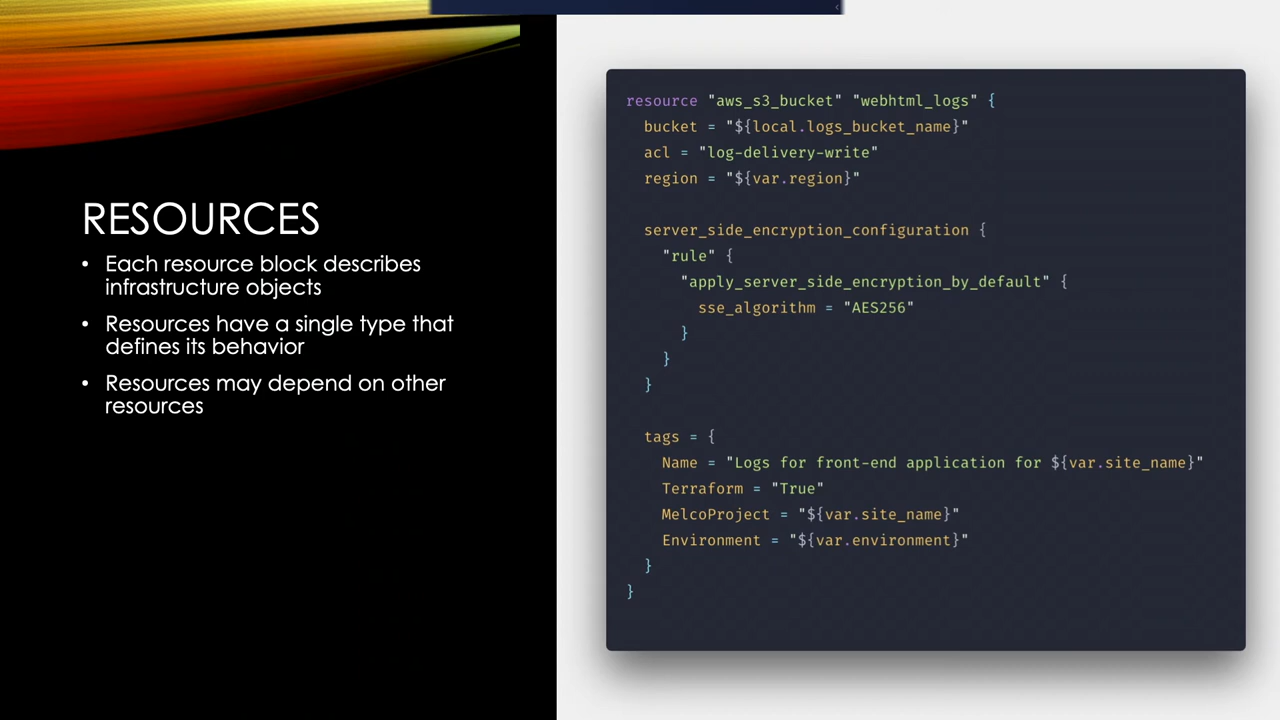 RESOURCES
• Each resource block describes
infrastructure objects
• Resources have a single type that
defines its behavior
• Resources may depend on other
resources
resource "aws_s3_bucket" "webhtml_logs" {
  bucket = "${local.logs_bucket_name}"
  acl = "log-delivery-write"
  region = "${var.region}"
  server_side_encryption_configuration {
    "rule" {
      "apply_server_side_encryption_by_default" {
        sse_algorithm = "AES256"
      }
    }
  }
  tags = {
    Name = "Logs for front-end application for ${var.site_name}"
    Terraform = "True"
    MelcoProject = "${var.site_name}"
    Environment = "${var.environment}"
  }
}